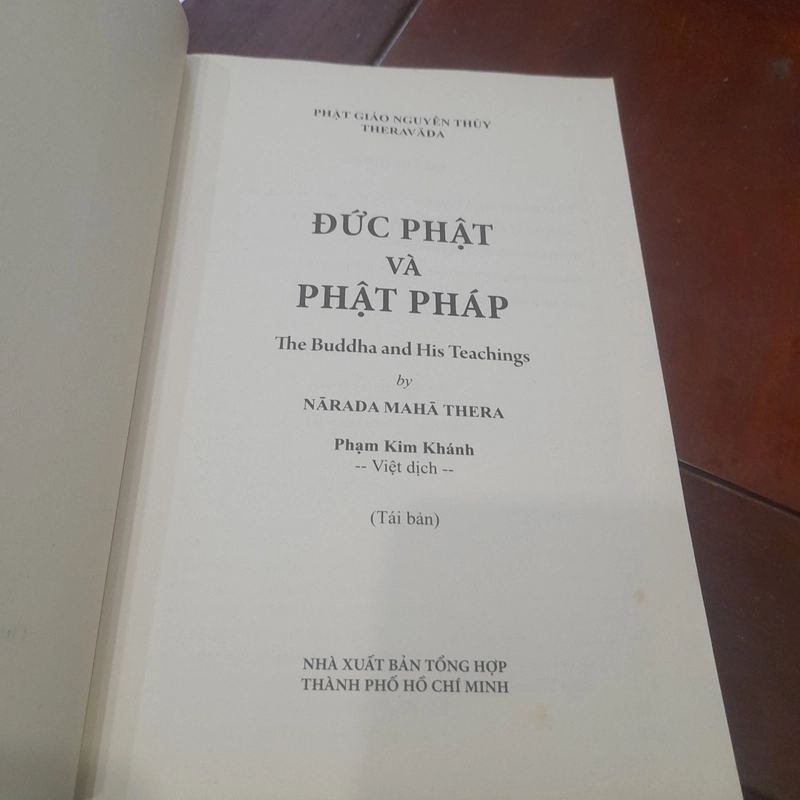 PHẬT GIÁO NGUYÊN THỦY
THERAVĀDA
ĐỨC PHẬT
VÀ
PHẬT PHÁP
The Buddha and His Teachings
by
NĀRADA MAHĀ THERA
Phạm Kim Khánh
-- Việt dịch --
(Tái bản)
NHÀ XUẤT BẢN TỔNG HỢP
THÀNH PHỐ HỒ CHÍ MINH